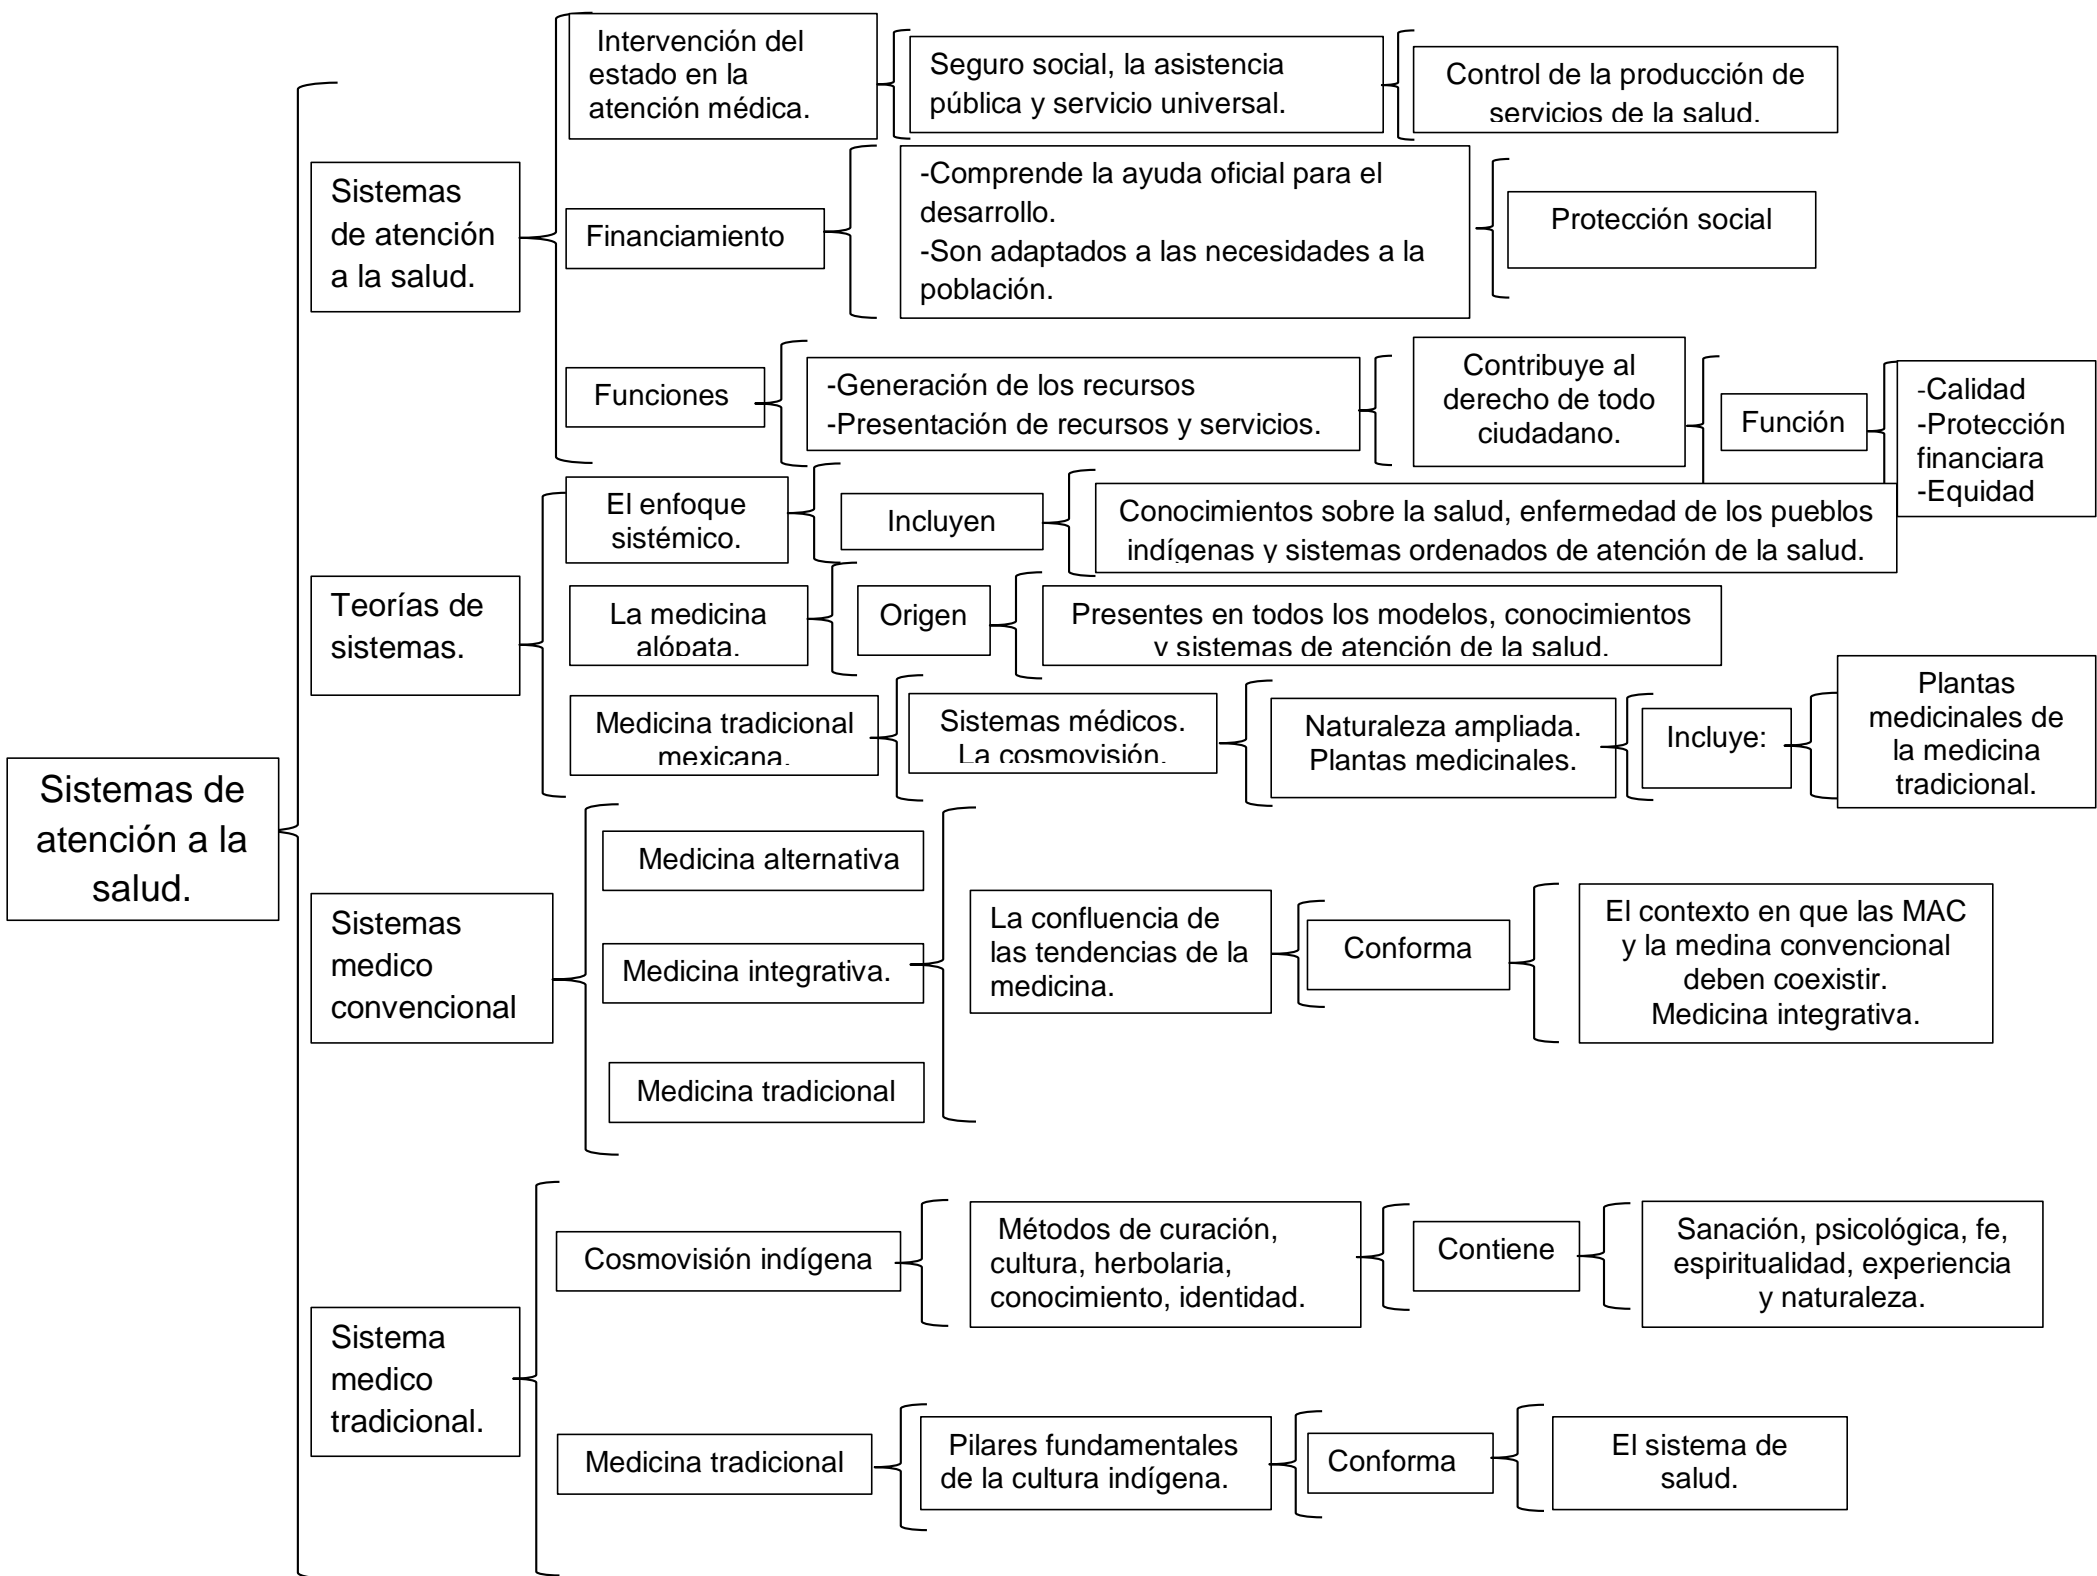 Sistemas de
atención a la
salud.
Sistemas
de atención
a la salud.
Intervención del
estado en la
atención médica.
Seguro social, la asistencia
pública y servicio universal.
Control de la producción de
servicios de la salud.
Financiamiento
-Comprende la ayuda oficial para el
desarrollo.
-Son adaptados a las necesidades a la
población.
Protección social
Funciones
-Generación de los recursos
-Presentación de recursos y servicios.
Contribuye al
derecho de todo
ciudadano.
Función
-Calidad
-Protección
financiara
-Equidad
Teorías de
sistemas.
El enfoque
sistémico.
Incluyen
Conocimientos sobre la salud, enfermedad de los pueblos
indígenas y sistemas ordenados de atención de la salud.
La medicina
alópata.
Origen
Presentes en todos los modelos, conocimientos
y sistemas de atención de la salud.
Medicina tradicional
mexicana.
Sistemas médicos.
La cosmovisión.
Naturaleza ampliada.
Plantas medicinales.
Incluye:
Plantas
medicinales de
la medicina
tradicional.
Sistemas
medico
convencional
Medicina alternativa
Medicina integrativa.
Medicina tradicional
La confluencia de
las tendencias de la
medicina.
Conforma
El contexto en que las MAC
y la medina convencional
deben coexistir.
Medicina integrativa.
Sistema
medico
tradicional.
Cosmovisión indígena
Métodos de curación,
cultura, herbolaria,
conocimiento, identidad.
Contiene
Sanación, psicológica, fe,
espiritualidad, experiencia
y naturaleza.
Medicina tradicional
Pilares fundamentales
de la cultura indígena.
Conforma
El sistema de
salud.